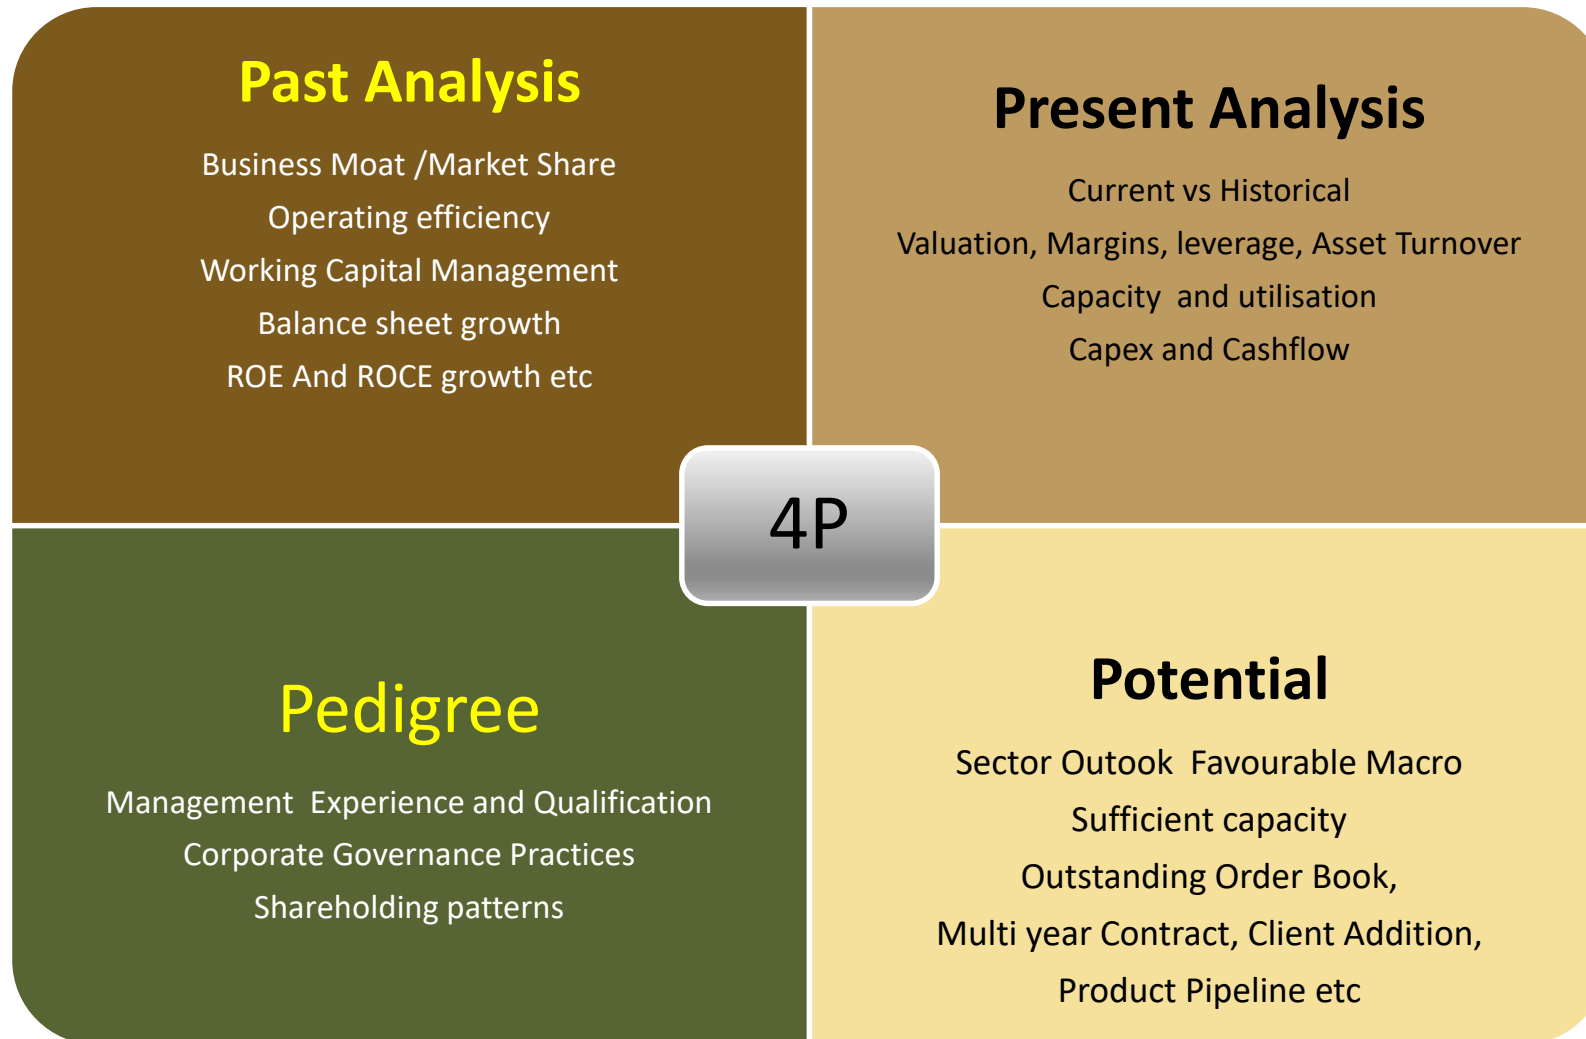 Past Analysis
Business Moat /Market Share
Operating efficiency
Working Capital Management
Balance sheet growth
ROE And ROCE growth etc
Present Analysis
Current vs Historical
Valuation, Margins, leverage, Asset Turnover
Capacity  and utilisation
Capex and Cashflow
4P
Pedigree
Management  Experience and Qualification
Corporate Governance Practices
Shareholding patterns
Potential
Sector Outook  Favourable Macro
Sufficient capacity
Outstanding Order Book,
Multi year Contract, Client Addition,
Product Pipeline etc